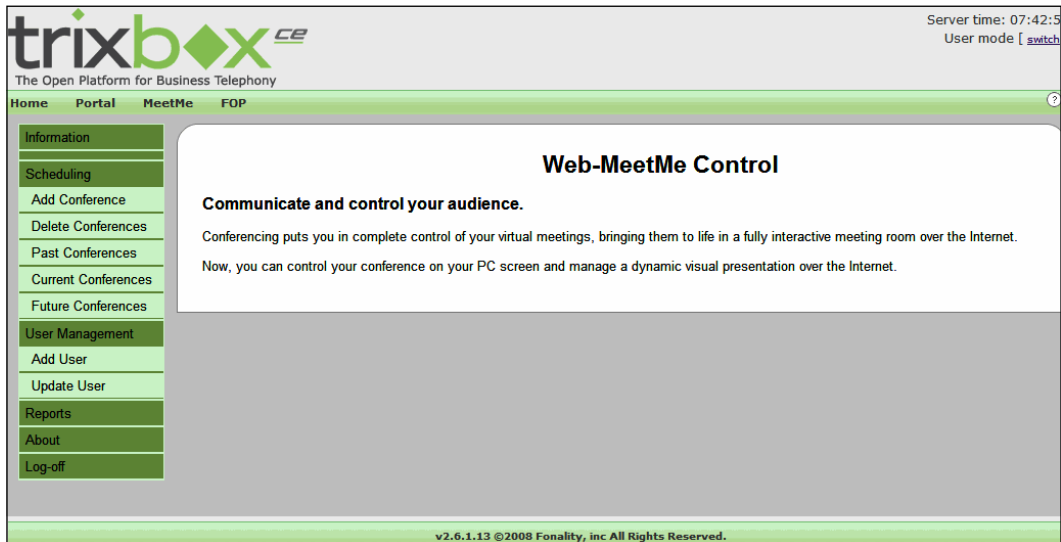 trixbox ce
The Open Platform for Business Telephony
Server time: 07:42:5
User mode [ switch
Home Portal MeetMe FOP
?
Information
Scheduling
Add Conference
Delete Conferences
Past Conferences
Current Conferences
Future Conferences
User Management
Add User
Update User
Reports
About
Log-off
Web-MeetMe Control
Communicate and control your audience.
Conferencing puts you in complete control of your virtual meetings, bringing them to life in a fully interactive meeting room over the Internet.
Now, you can control your conference on your PC screen and manage a dynamic visual presentation over the Internet.
v2.6.1.13 ©2008 Fonality, inc All Rights Reserved.